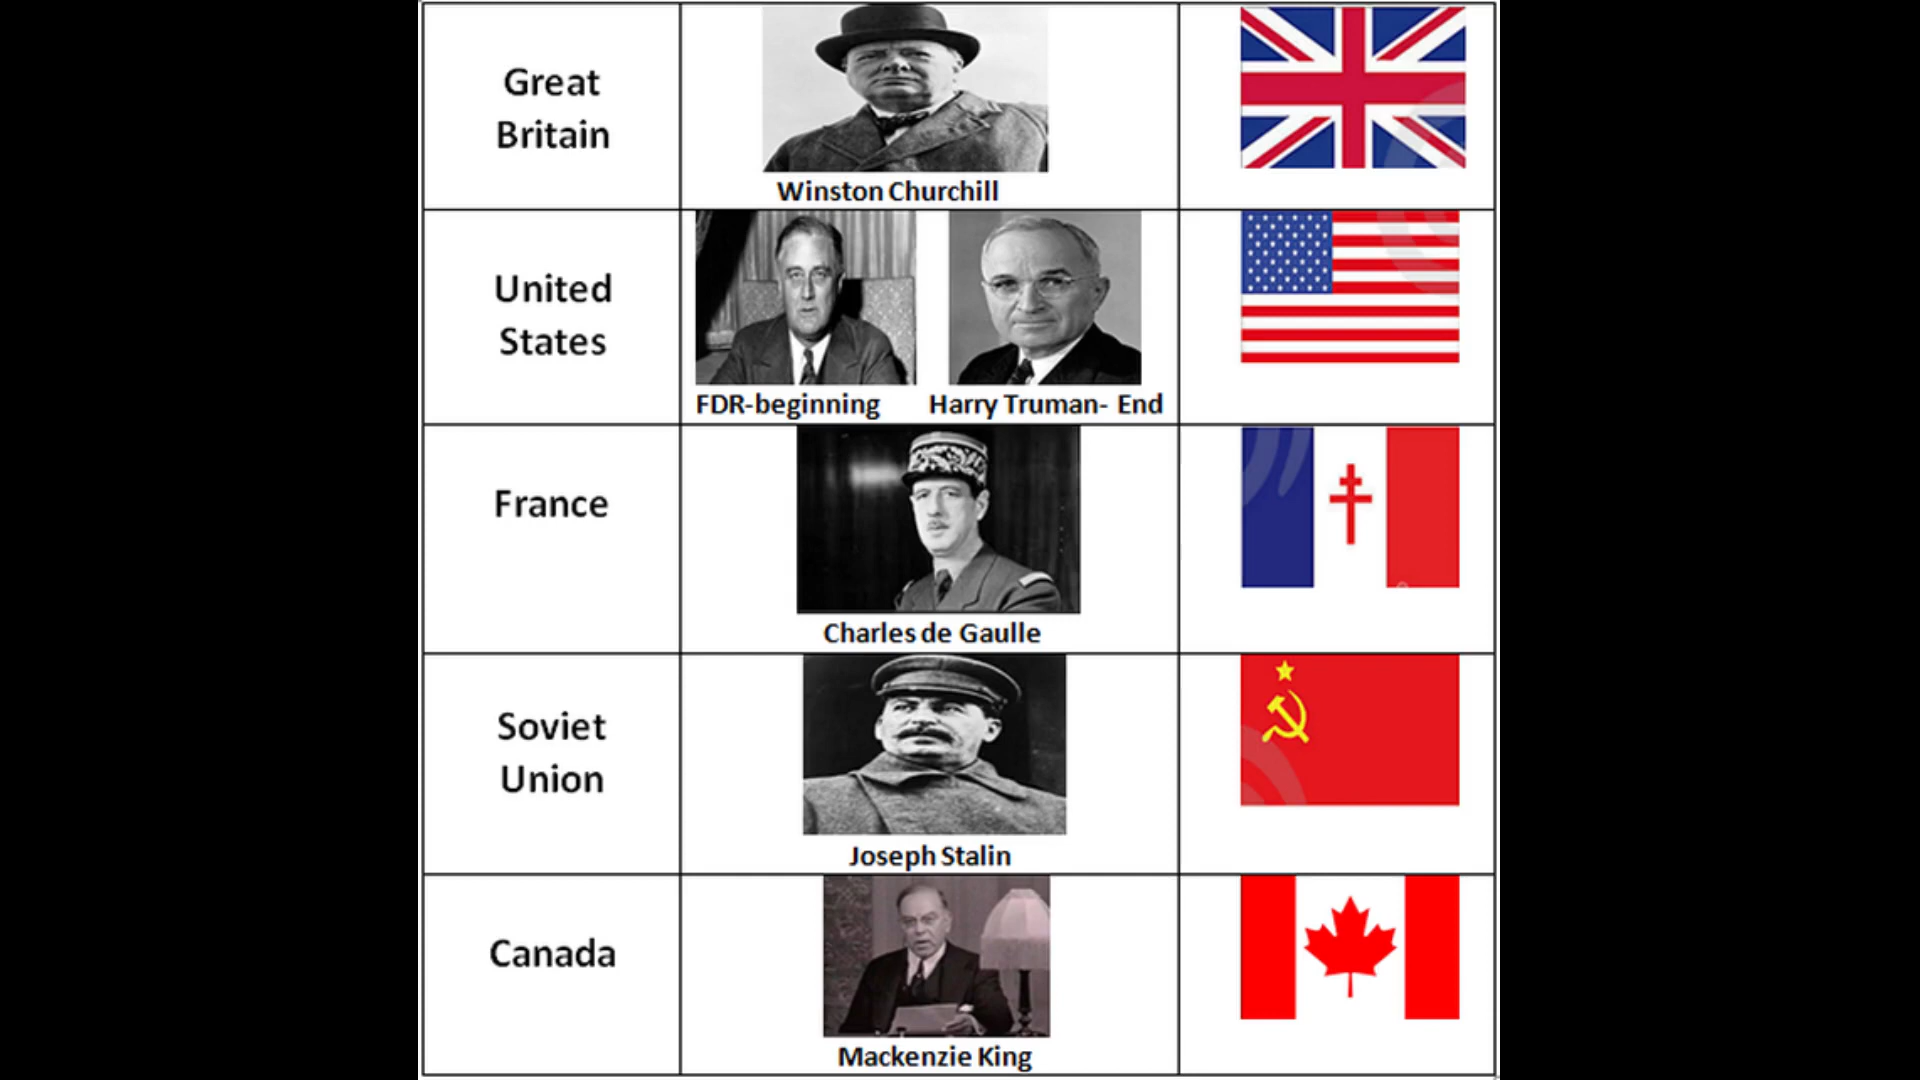 Great
Britain
Winston Churchill
United
States
FDR-beginning
Harry Truman- End
France
Charles de Gaulle
Soviet
Union
Joseph Stalin
Canada
Mackenzie King